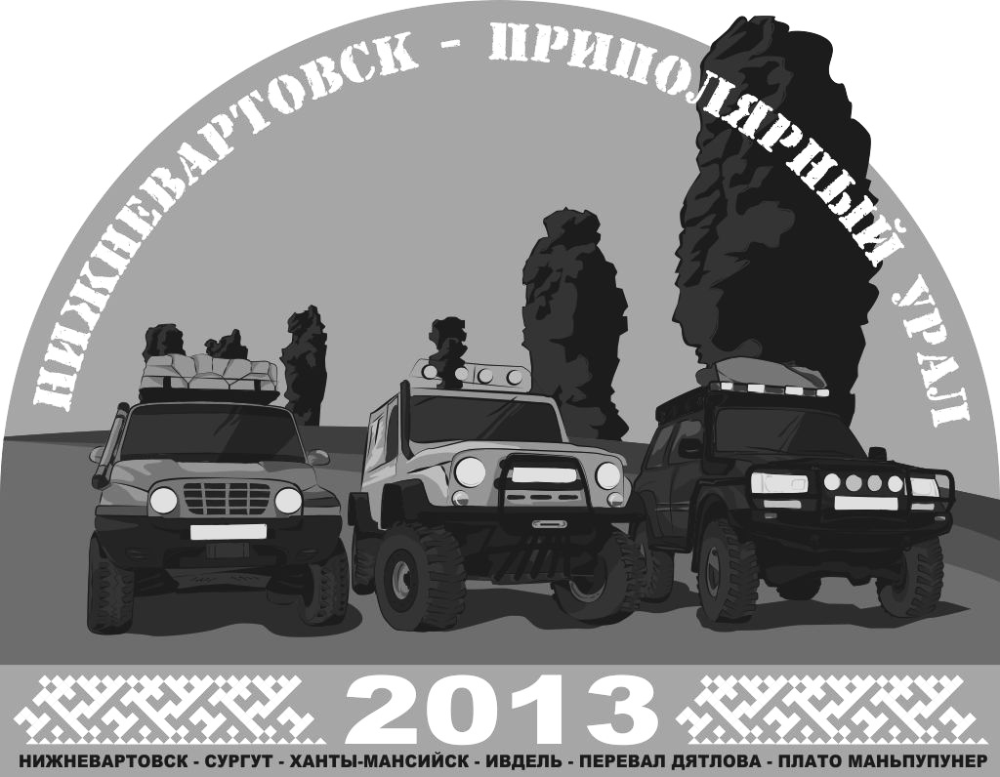 НИЖНЕВАРТОВСК - ПРИПОЛЯРНЫЙ УРАЛ
2013
НИЖНЕВАРТОВСК - СУРГУТ - ХАНТЫ-МАНСИЙСК - ИВДЕЛЬ - ПЕРЕВАЛ ДЯТЛОВА - ПЛАТО МАНЬПУПУНЕР